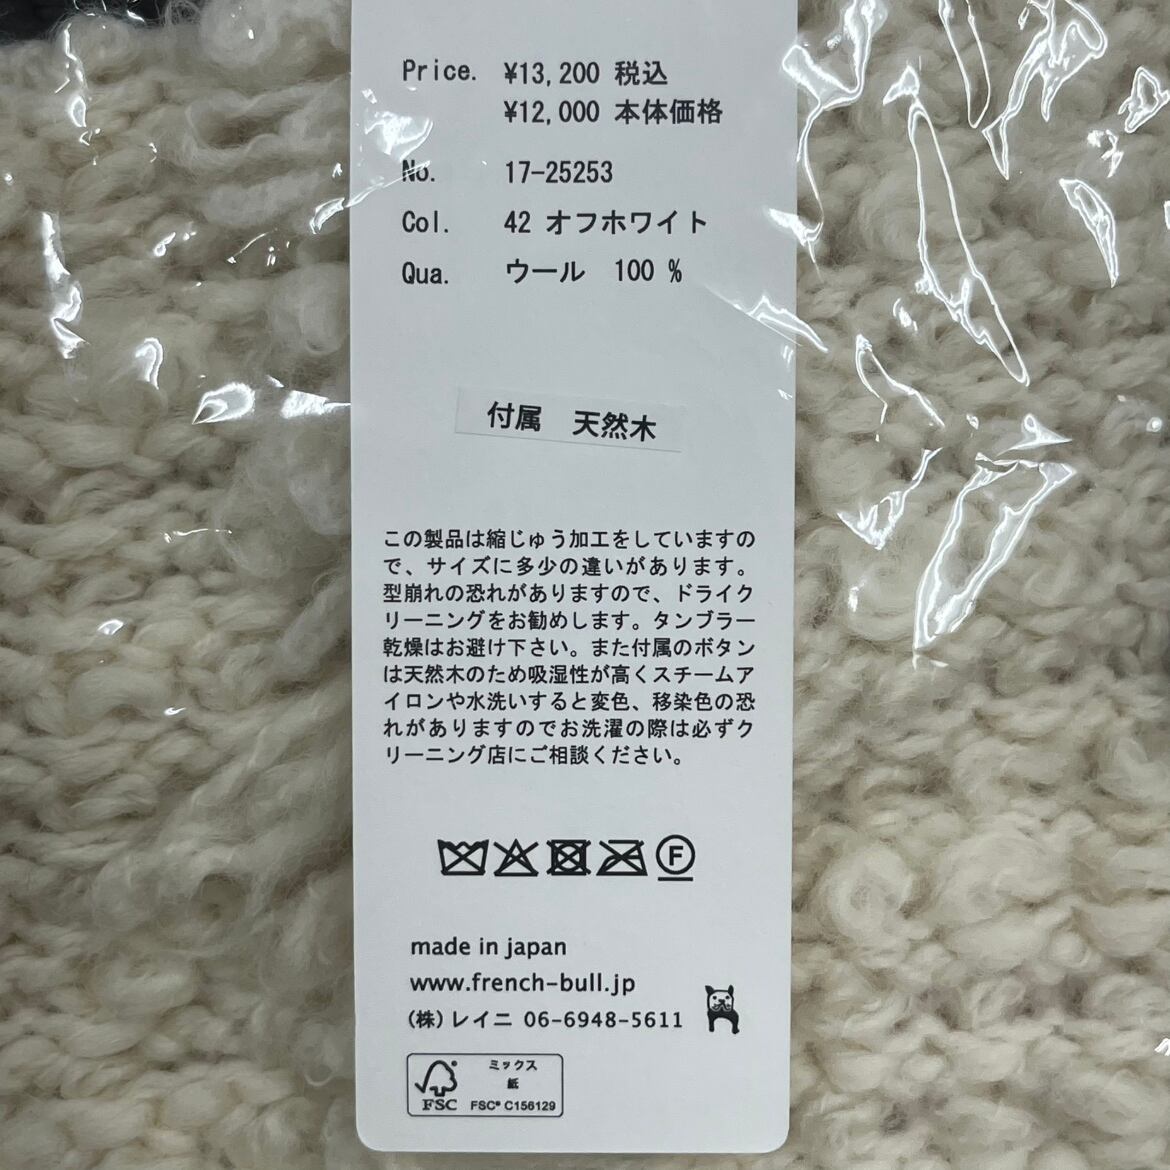 Price. ¥13,200 税込
¥12,000 本体価格
No. 17-25253
Col. 42 オフホワイト
Qua. ウール 100 %
付属 天然木
この製品は縮じゅう加工をしていますの
で、サイズに多少の違いがあります。
型崩れの恐れがありますので、ドライク
リーニングをお勧めします。タンブラー
乾燥はお避け下さい。また付属のボタン
は天然木のため吸湿性が高くスチームア
イロンや水洗いすると変色、移染色の恐
れがありますのでお洗濯の際は必ずク
リーニング店にご相談ください。
F
made in japan
www.french-bull.jp
(株)レイニ 06-6948-5611
ミックス
紙
FSC FSC® C156129